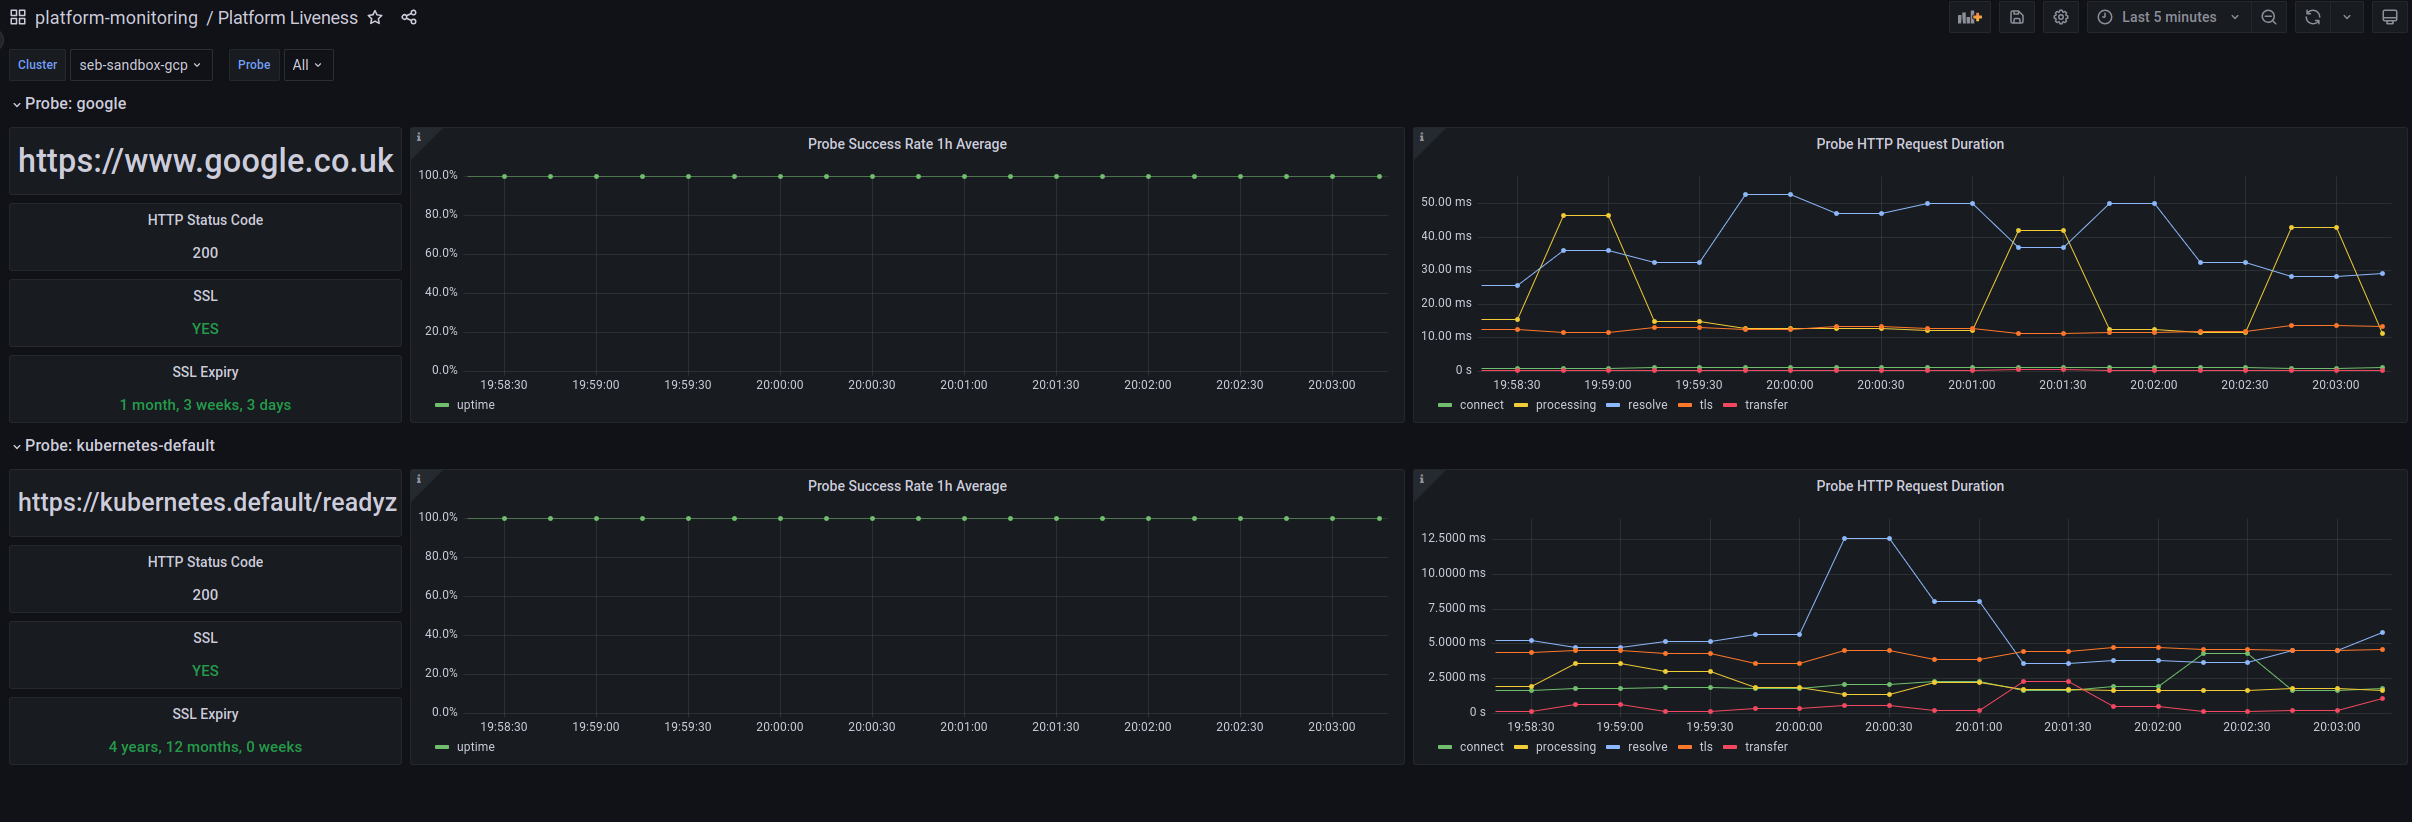 platform-monitoring / Platform Liveness
Last 5 minutes
Cluster seb-sandbox-gcp Probe All
Probe: google
https://www.google.co.uk
HTTP Status Code
200
SSL
YES
SSL Expiry
1 month, 3 weeks, 3 days
Probe Success Rate 1h Average
100.0%
80.0%
60.0%
40.0%
20.0%
0.0%
19:58:30 19:59:00 19:59:30 20:00:00 20:00:30 20:01:00 20:01:30 20:02:00 20:02:30 20:03:00
uptime
Probe HTTP Request Duration
50.00 ms
40.00 ms
30.00 ms
20.00 ms
10.00 ms
0 s
19:58:30 19:59:00 19:59:30 20:00:00 20:00:30 20:01:00 20:01:30 20:02:00 20:02:30 20:03:00
connect processing resolve tls transfer
Probe: kubernetes-default
https://kubernetes.default/readyz
HTTP Status Code
200
SSL
YES
SSL Expiry
4 years, 12 months, 0 weeks
Probe Success Rate 1h Average
100.0%
80.0%
60.0%
40.0%
20.0%
0.0%
19:58:30 19:59:00 19:59:30 20:00:00 20:00:30 20:01:00 20:01:30 20:02:00 20:02:30 20:03:00
uptime
Probe HTTP Request Duration
12.5000 ms
10.0000 ms
7.5000 ms
5.0000 ms
2.5000 ms
0 s
19:58:30 19:59:00 19:59:30 20:00:00 20:00:30 20:01:00 20:01:30 20:02:00 20:02:30 20:03:00
connect processing resolve tls transfer